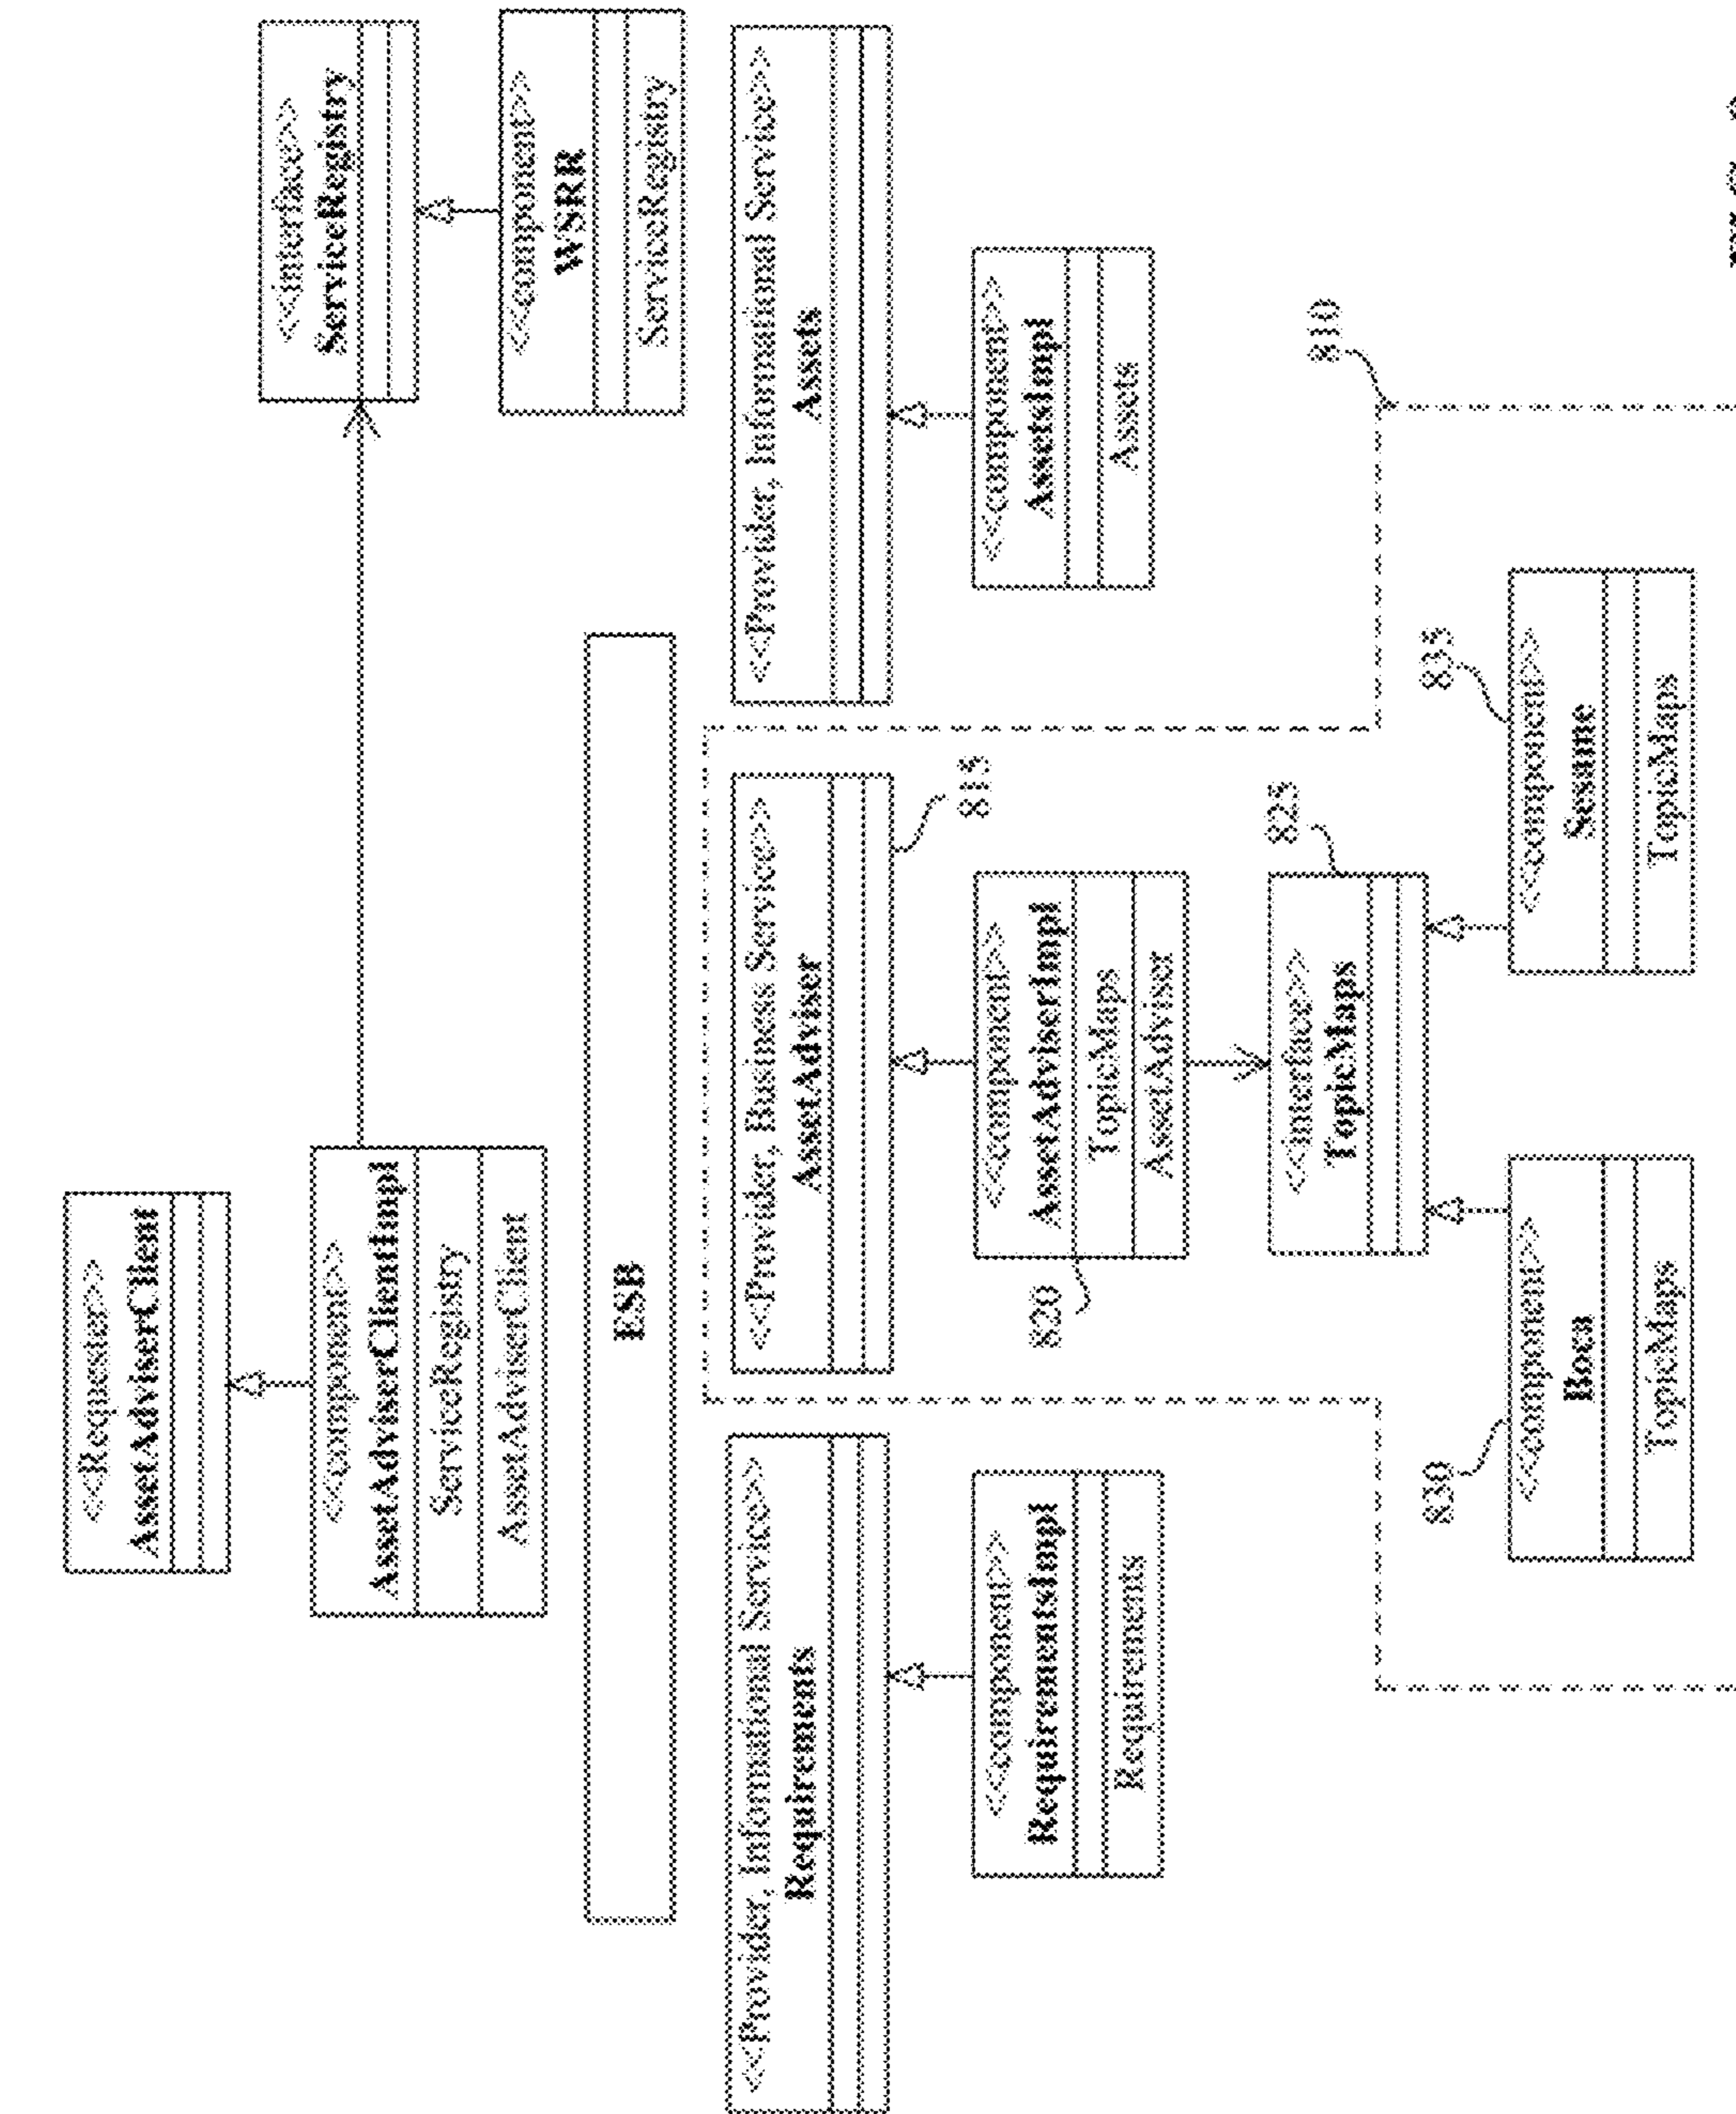 <<Requester>>
AssetAdviserClient
<<component>>
AssetAdviserClientImpl
ServiceRegistry
AssetAdviserClient
<<interface>>
ServiceRegistry
<<component>>
WSRR
ServiceRegistry
ESB
<<Provider, Informational Service>>
Requirements
<<component>>
RequirementsImpl
Requirements
<<Provider, Business Service>>
AssetAdviser
815
<<component>>
AssetAdviserImpl
TopicMaps
AssetAdviser
820
<<Provider, Informational Service>>
Assets
<<component>>
AssetsImpl
Assets
810
<<interface>>
TopicMaps
825
830
<<component>>
Boca
TopicMaps
835
<<component>>
Sesame
TopicMaps